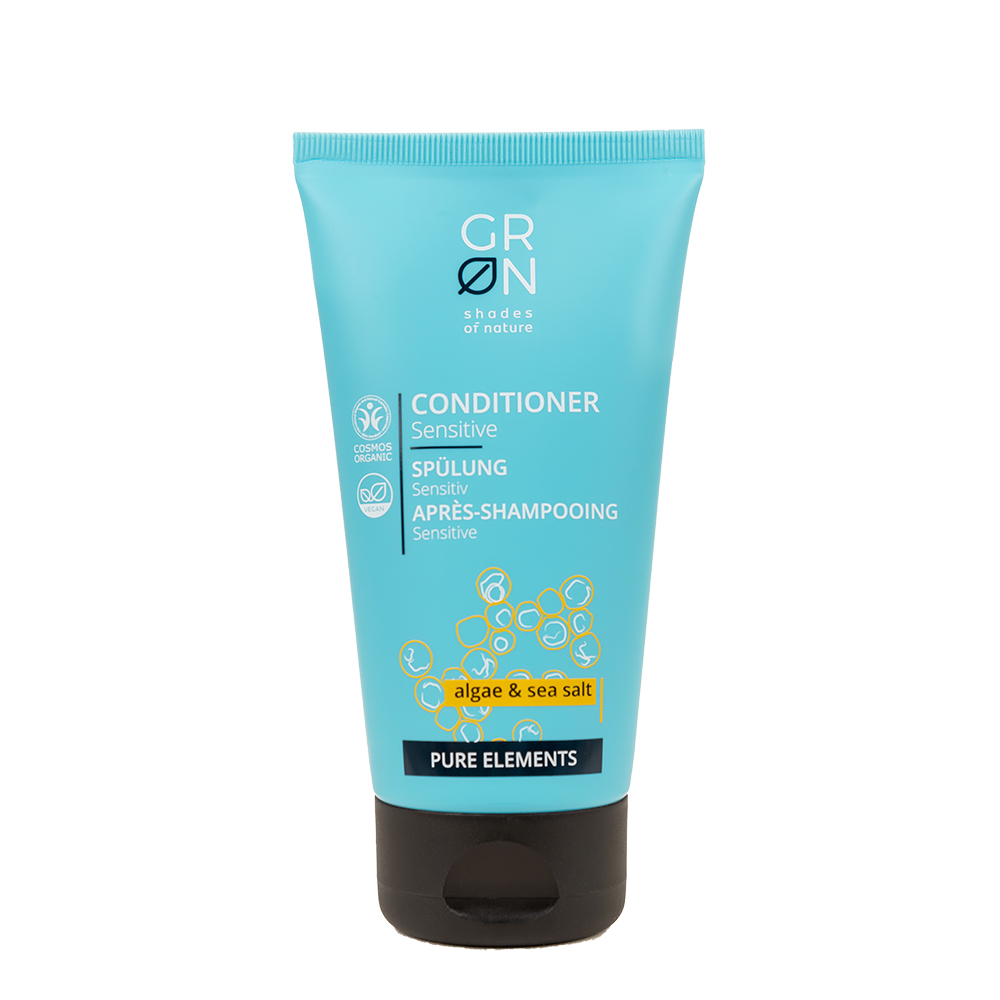 GR
ØN
shades
of nature
CONDITIONER
Sensitive
SPÜLUNG
Sensitiv
APRÈS-SHAMPOOING
Sensitive
COSMOS
ORGANIC
VEGAN
algae & sea salt
PURE ELEMENTS